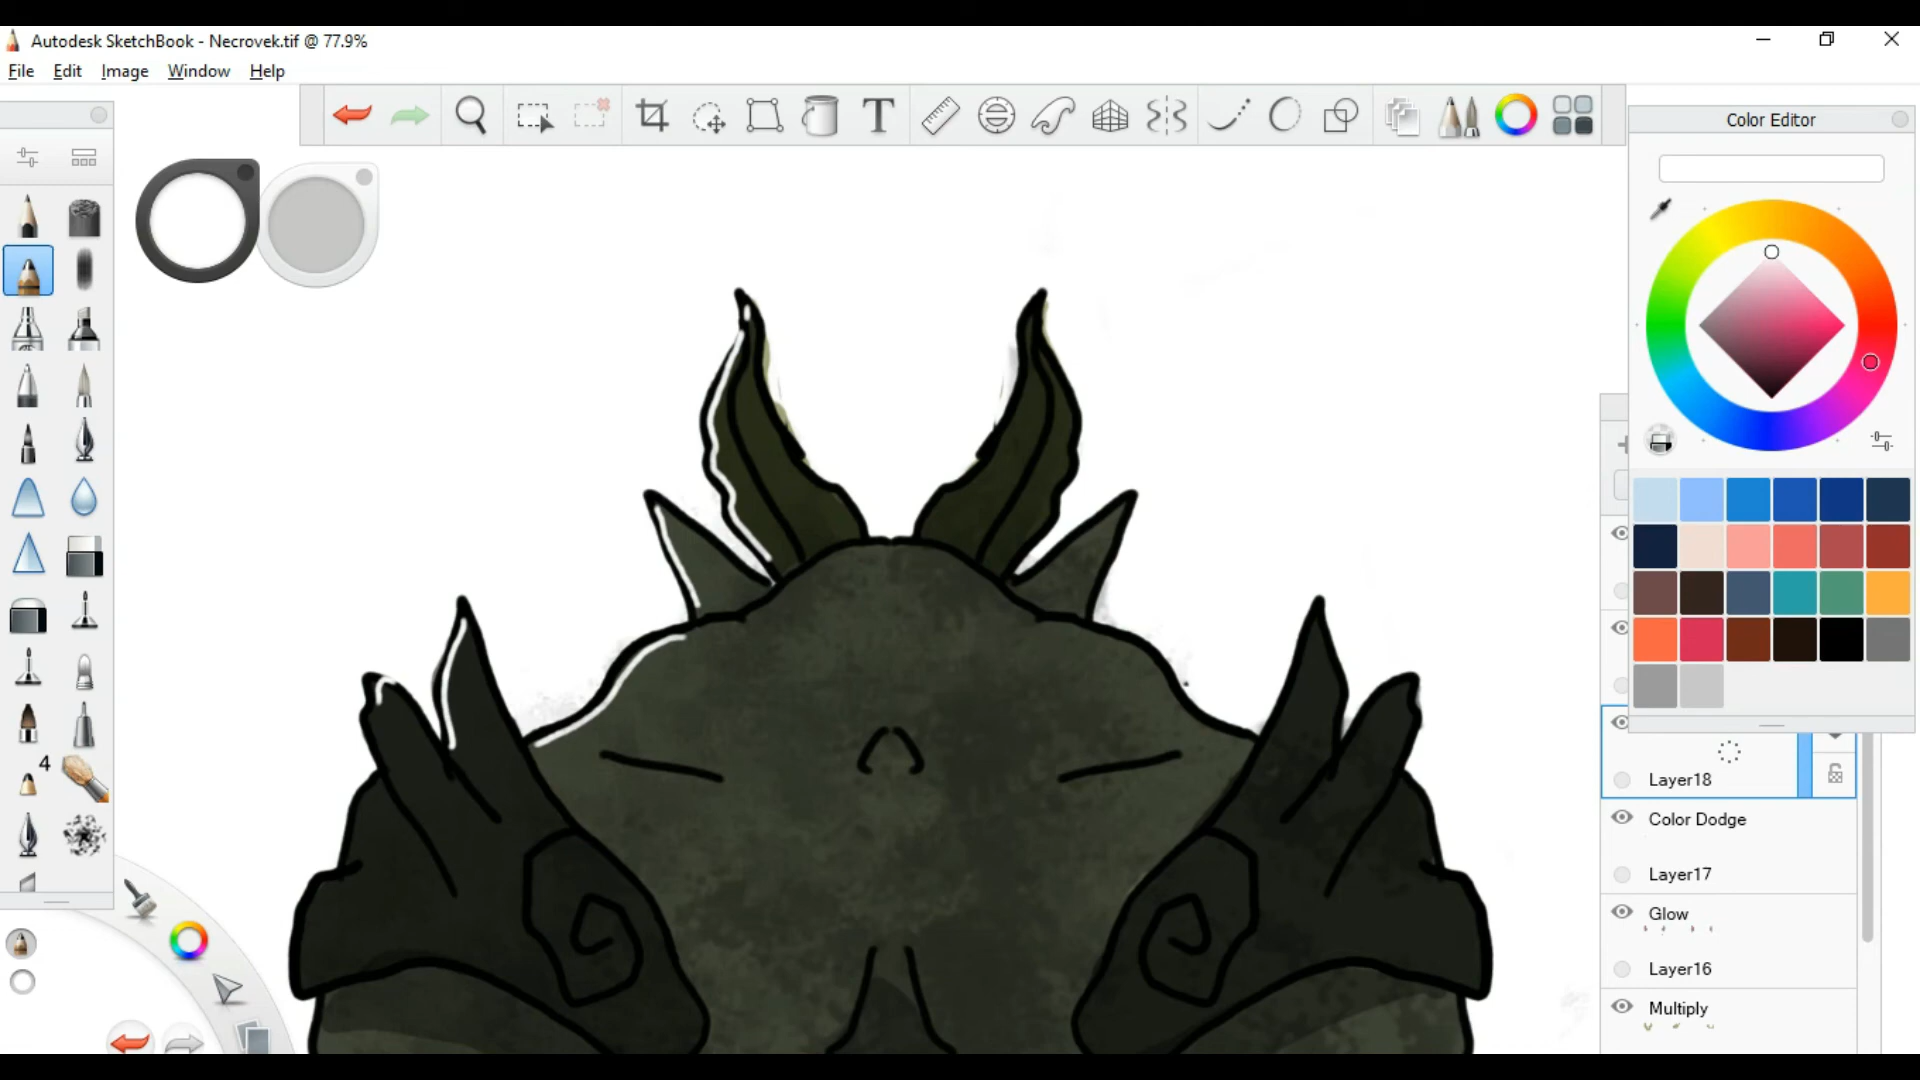 Autodesk SketchBook - Necrovek.tif @ 77.9%
File Edit Image Window Help
T
Color Editor
4
Layer18
Color Dodge
Layer17
Glow
Layer16
Multiply